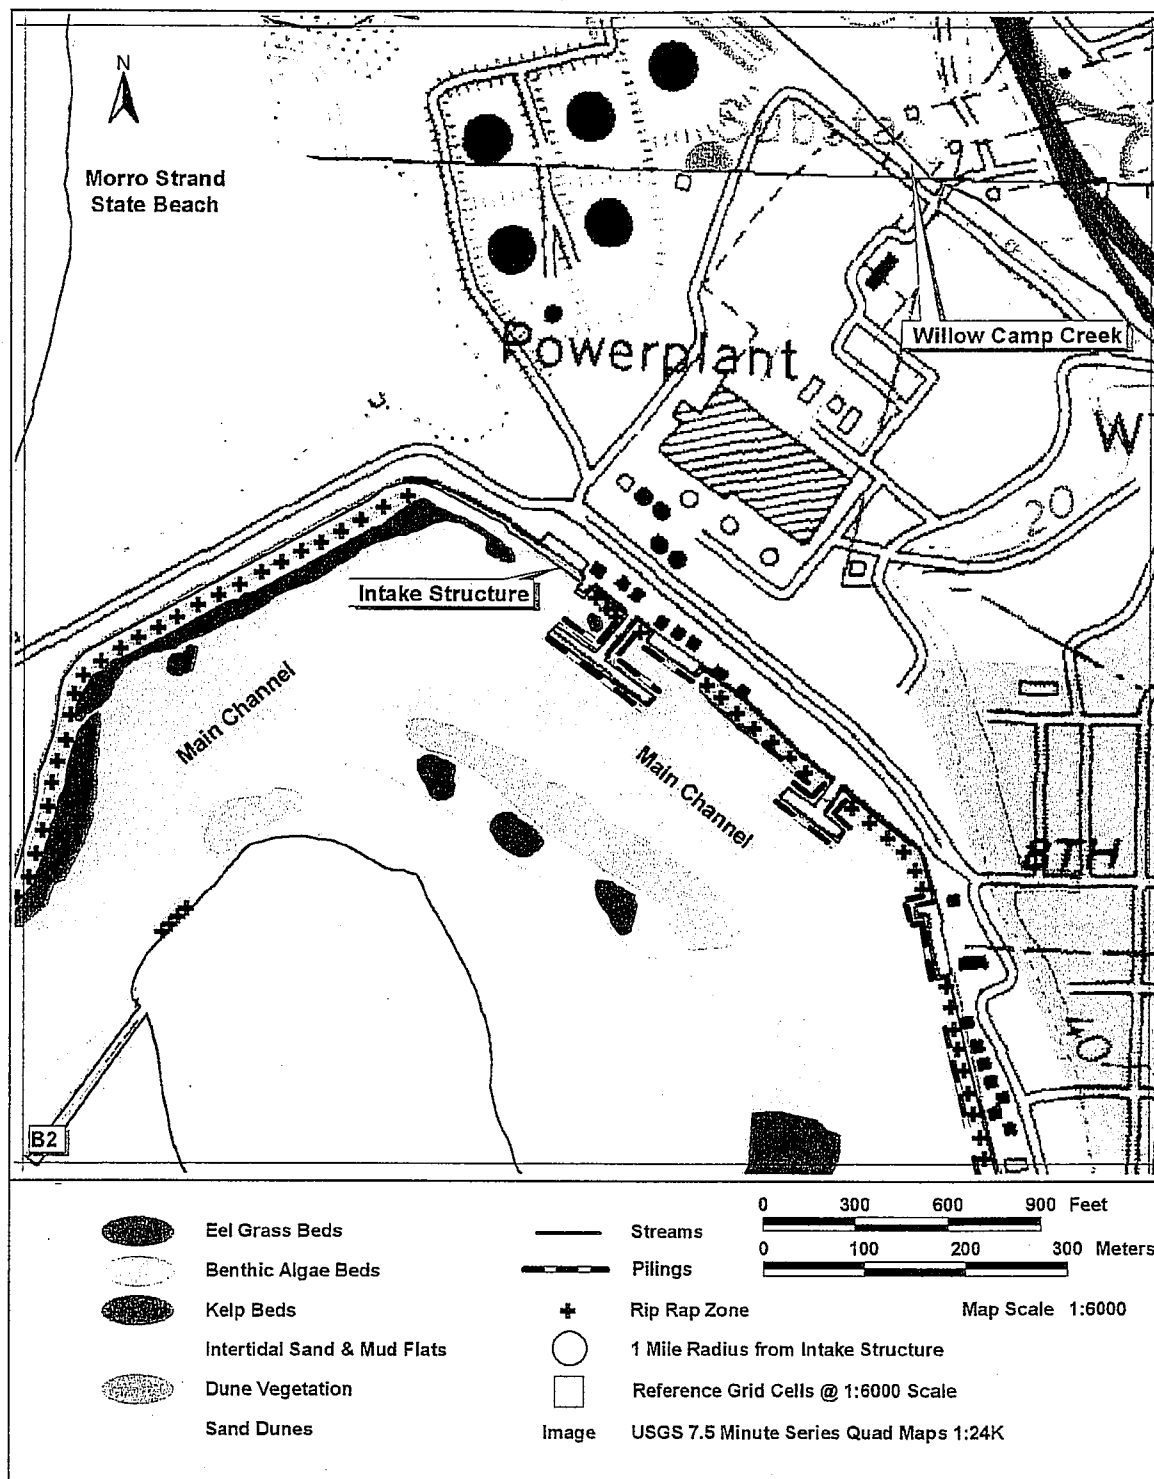 N
Morro Strand
State Beach
Substa
Powerplant
Willow Camp Creek
W
20
Intake Structure
Main Channel
Main Channel
8TH
B2
Eel Grass Beds
Benthic Algae Beds
Kelp Beds
Intertidal Sand & Mud Flats
Dune Vegetation
Sand Dunes
Streams
Pilings
Rip Rap Zone
1 Mile Radius from Intake Structure
Reference Grid Cells @ 1:6000 Scale
Image USGS 7.5 Minute Series Quad Maps 1:24K
0 300 600 900 Feet
0 100 200 300 Meters
Map Scale 1:6000